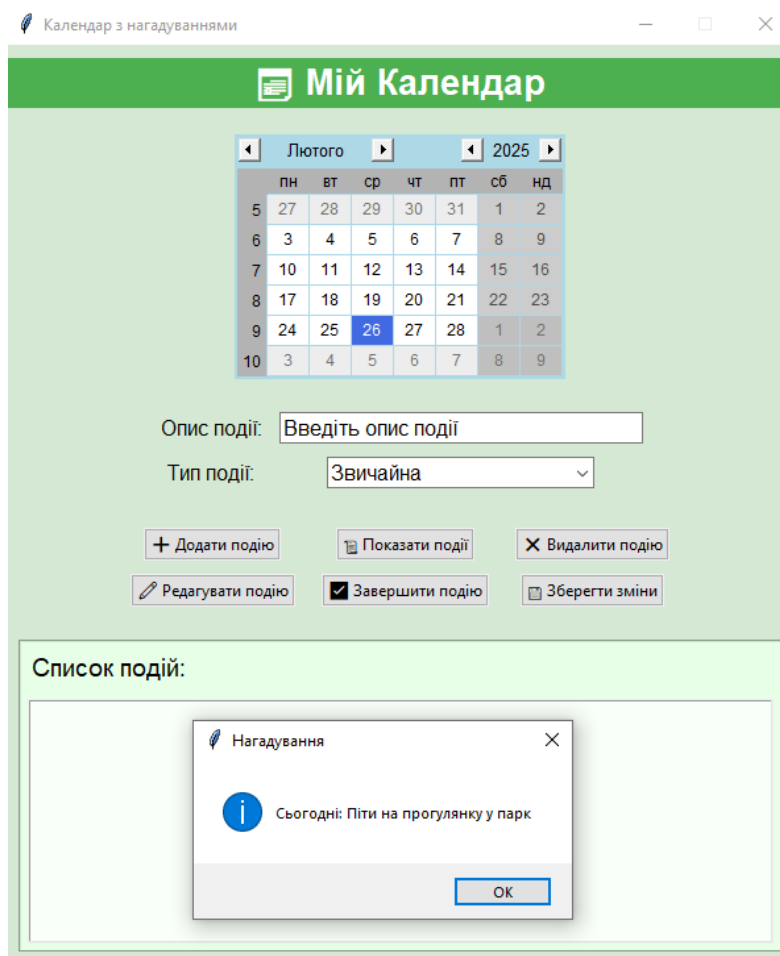 Календар з нагадуваннями
Мій Календар
Лютого 2025
пн вт ср чт пт сб нд
5 27 28 29 30 31 1 2
6 3 4 5 6 7 8 9
7 10 11 12 13 14 15 16
8 17 18 19 20 21 22 23
9 24 25 26 27 28 1 2
10 3 4 5 6 7 8 9
Опис події: Введіть опис події
Тип події: Звичайна
Додати подію Показати події Видалити подію
Редагувати подію Завершити подію Зберегти зміни
Список подій:
Нагадування
Сьогодні: Піти на прогулянку у парк
OK